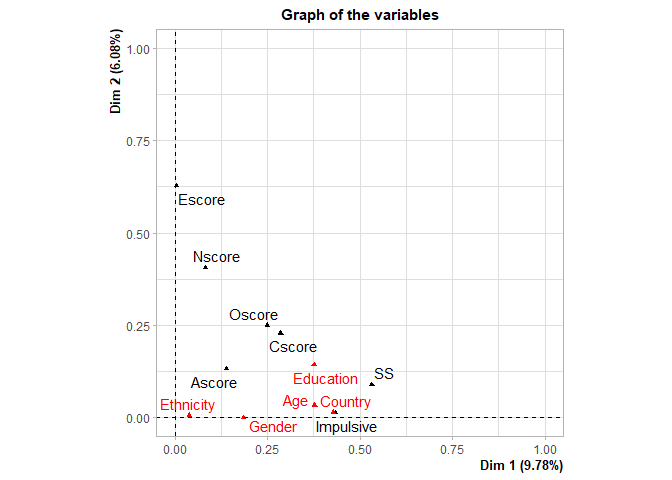 Graph of the variables
Dim 2 (6.08%)
1.00
0.75
0.50
0.25
0.00
Escore
Nscore
Oscore
Cscore
SS
Education
Ascore
Ethnicity
Age
Country
Gender
Impulsive
0.00
0.25
0.50
0.75
1.00
Dim 1 (9.78%)